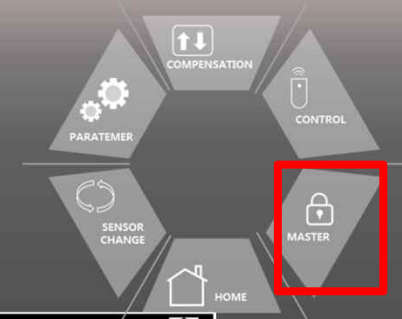 COMPENSATION
CONTROL
PARATEMER
SENSOR
CHANGE
MASTER
HOME